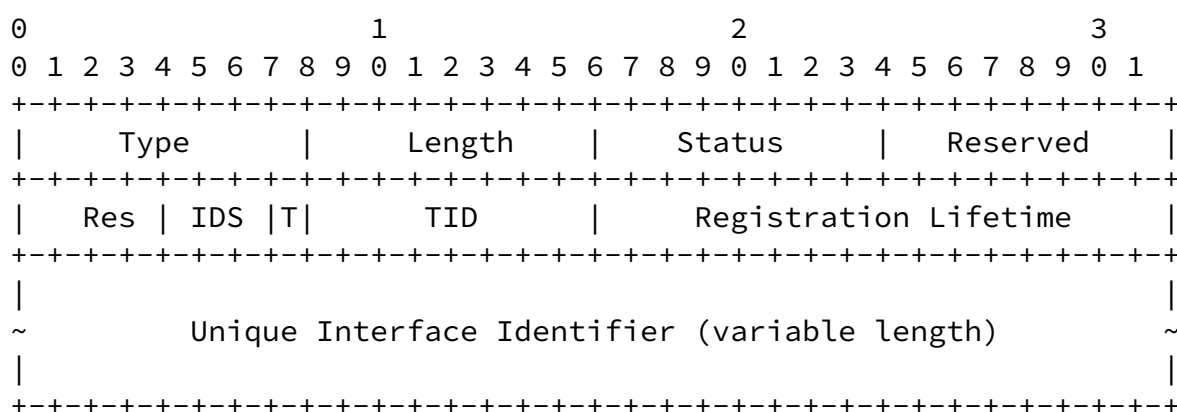 0                   1                   2                   3
 0 1 2 3 4 5 6 7 8 9 0 1 2 3 4 5 6 7 8 9 0 1 2 3 4 5 6 7 8 9 0 1
+-+-+-+-+-+-+-+-+-+-+-+-+-+-+-+-+-+-+-+-+-+-+-+-+-+-+-+-+-+-+-+-+
|     Type      |     Length    |    Status     |   Reserved    |
+-+-+-+-+-+-+-+-+-+-+-+-+-+-+-+-+-+-+-+-+-+-+-+-+-+-+-+-+-+-+-+-+
|   Res | IDS |T|      TID      |     Registration Lifetime     |
+-+-+-+-+-+-+-+-+-+-+-+-+-+-+-+-+-+-+-+-+-+-+-+-+-+-+-+-+-+-+-+-+
|                                                               |
~         Unique Interface Identifier (variable length)         ~
|                                                               |
+-+-+-+-+-+-+-+-+-+-+-+-+-+-+-+-+-+-+-+-+-+-+-+-+-+-+-+-+-+-+-+-+